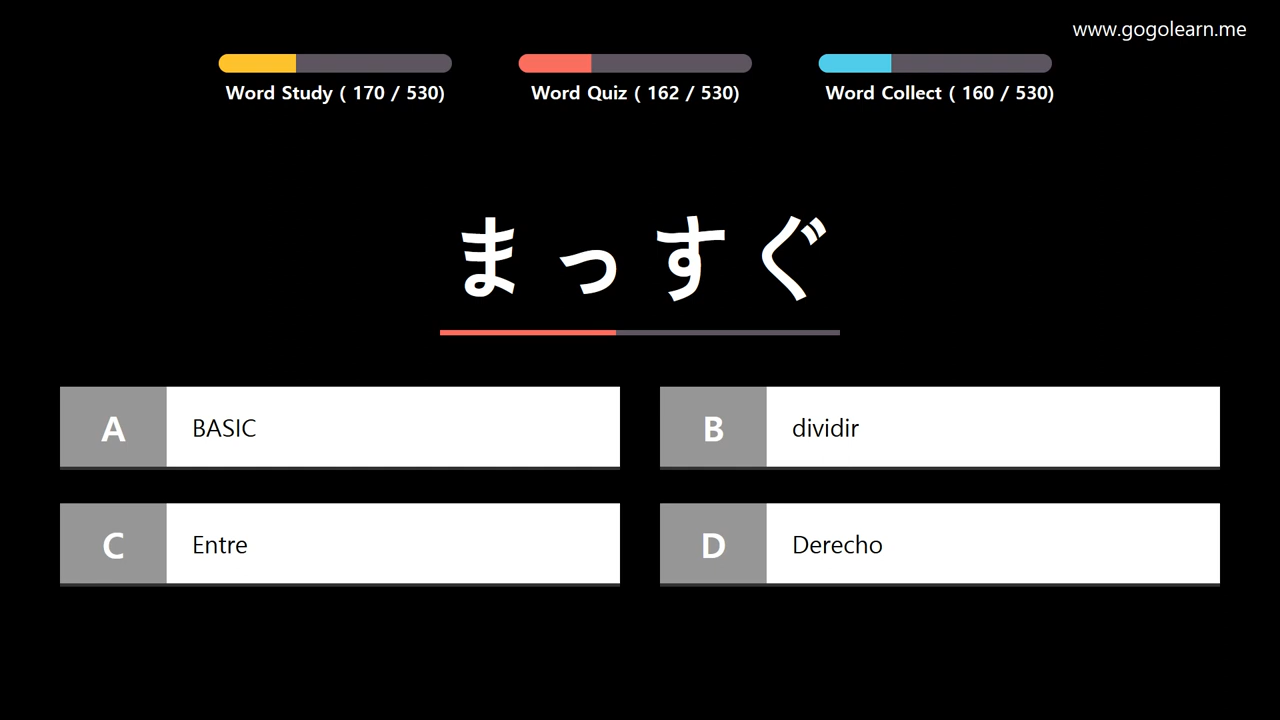 www.gogolearn.me
Word Study ( 170 / 530)
Word Quiz ( 162 / 530)
Word Collect ( 160 / 530)
まっすぐ
A BASIC
B dividir
C Entre
D Derecho